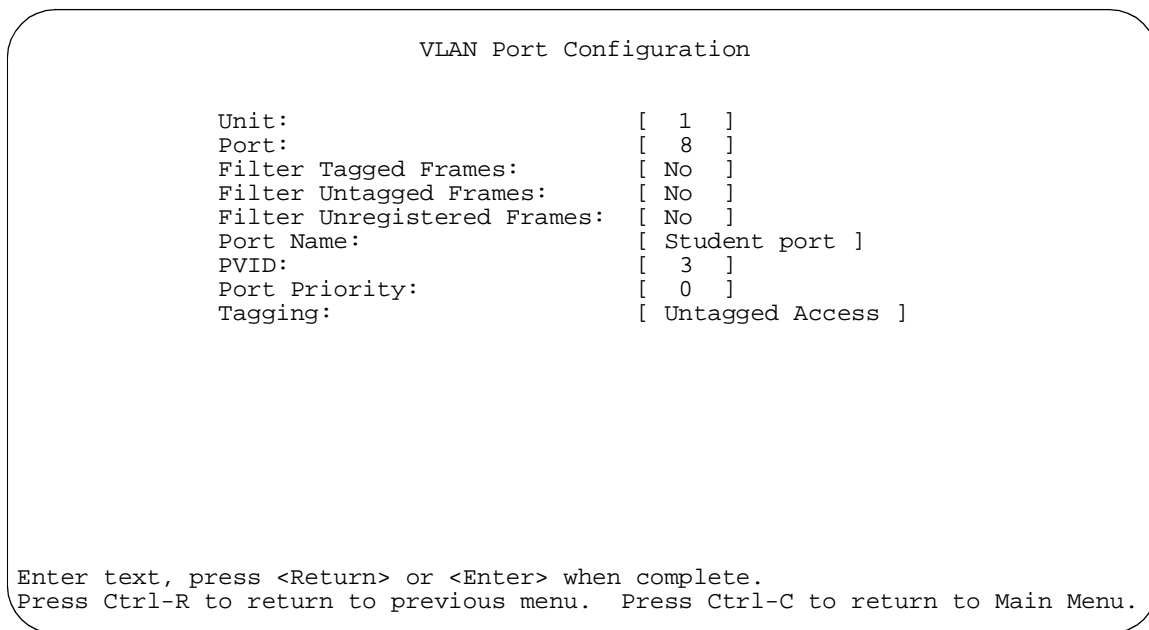 VLAN Port Configuration
Unit: [ 1 ]
Port: [ 8 ]
Filter Tagged Frames: [ No ]
Filter Untagged Frames: [ No ]
Filter Unregistered Frames: [ No ]
Port Name: [ Student port ]
PVID: [ 3 ]
Port Priority: [ 0 ]
Tagging: [ Untagged Access ]
Enter text, press <Return> or <Enter> when complete.
Press Ctrl-R to return to previous menu. Press Ctrl-C to return to Main Menu.